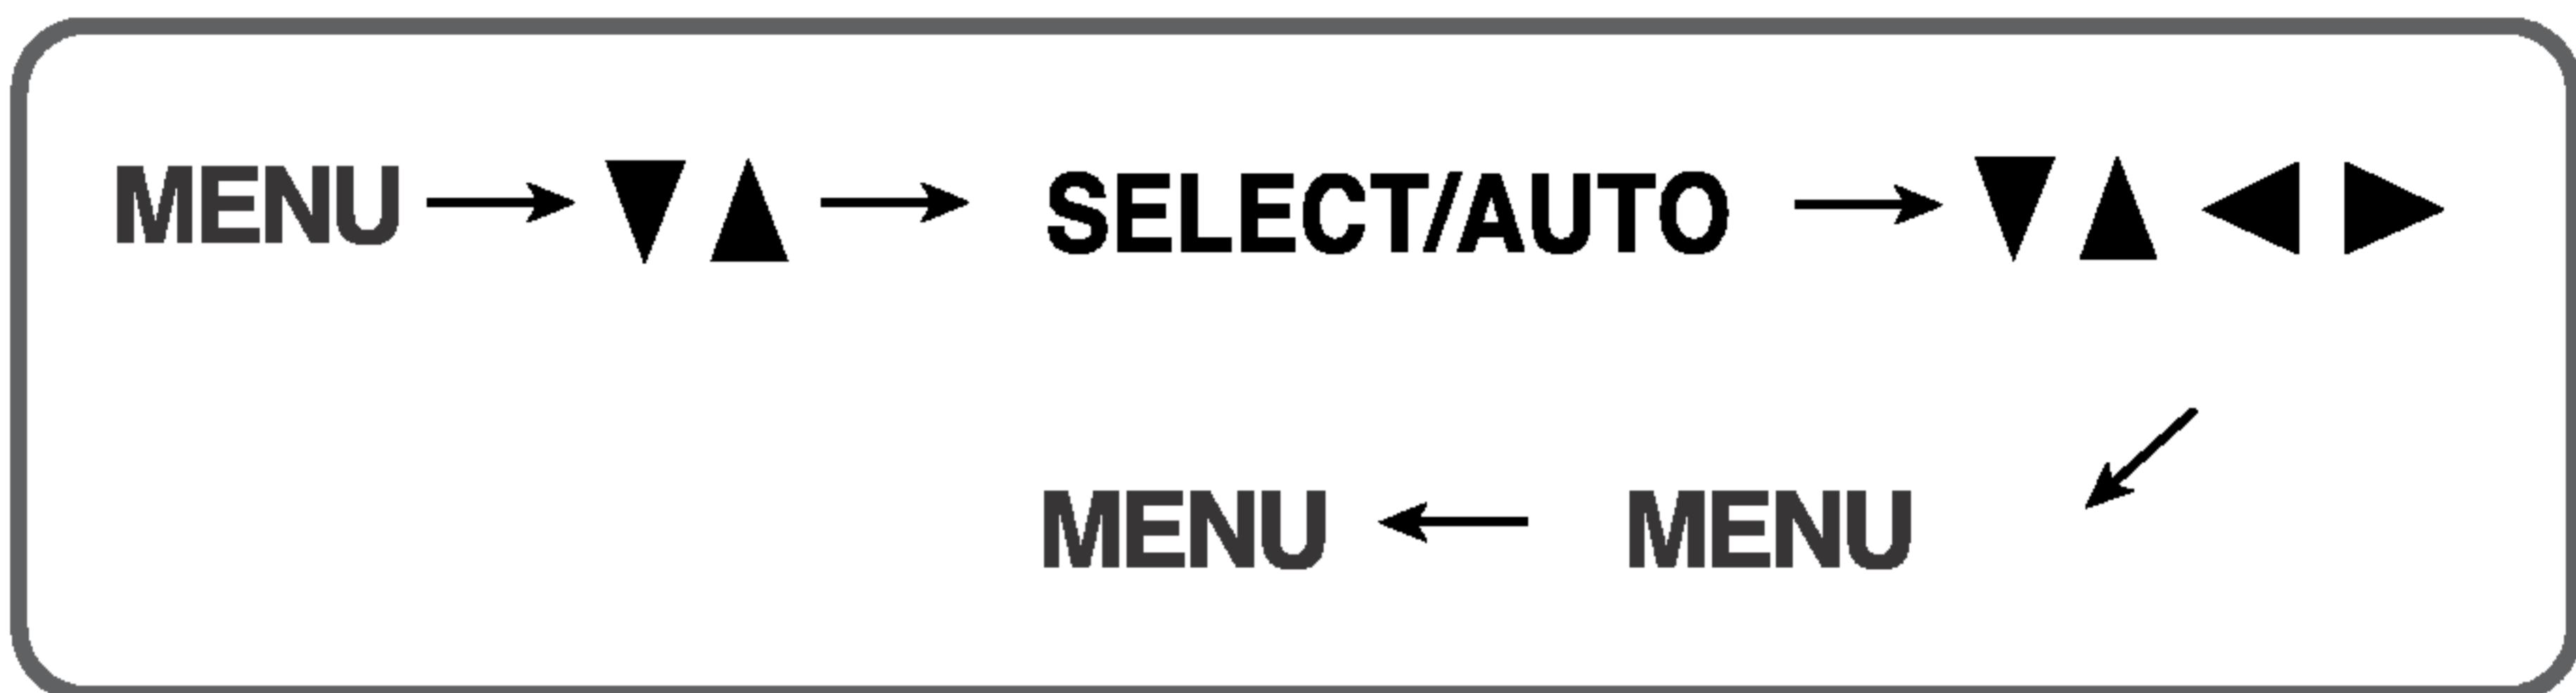 MENU → ▼ ▲ → SELECT/AUTO → ▼ ▲ ◀ ▶
MENU ← MENU